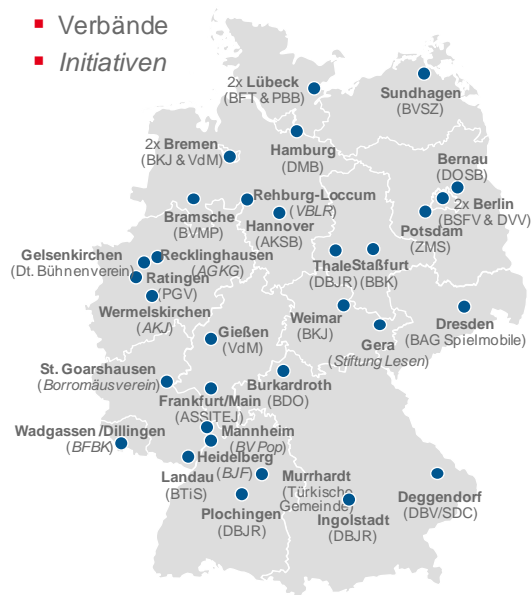 Verbände
Initiativen
2x Lübeck
(BFT & PBB)
Sundhagen
(BVSZ)
2x Bremen
(BKJ & VdM)
Hamburg
(DMB)
Bernau
(DOSB)
Rehburg-Loccum
(VBLR)
2x Berlin
(BSFV & DVV)
Bramsche
(BVMP)
Hannover
(AKSB)
Potsdam
(ZMS)
Gelsenkirchen
(Dt. Bühnenverein)
Recklinghausen
(AGKG)
Thale
(DBJR)
Staßfurt
(BBK)
Ratingen
(PGV)
Wermelskirchen
(AKJ)
Weimar
(BKJ)
Dresden
(BAG Spielmobile)
Gießen
(VdM)
Gera
(Stiftung Lesen)
St. Goarshausen
(Borromäusverein)
Burkardroth
(BDO)
Frankfurt/Main
(ASSITEJ)
Wadgassen/Dillingen
(BFBK)
Mannheim
(BV Pop)
Heidelberg
(BJF)
Landau
(BTiS)
Murrhardt
(Türkische
Gemeinde)
Deggendorf
(DBV/SDC)
Plochingen
(DBJR)
Ingolstadt
(DBJR)